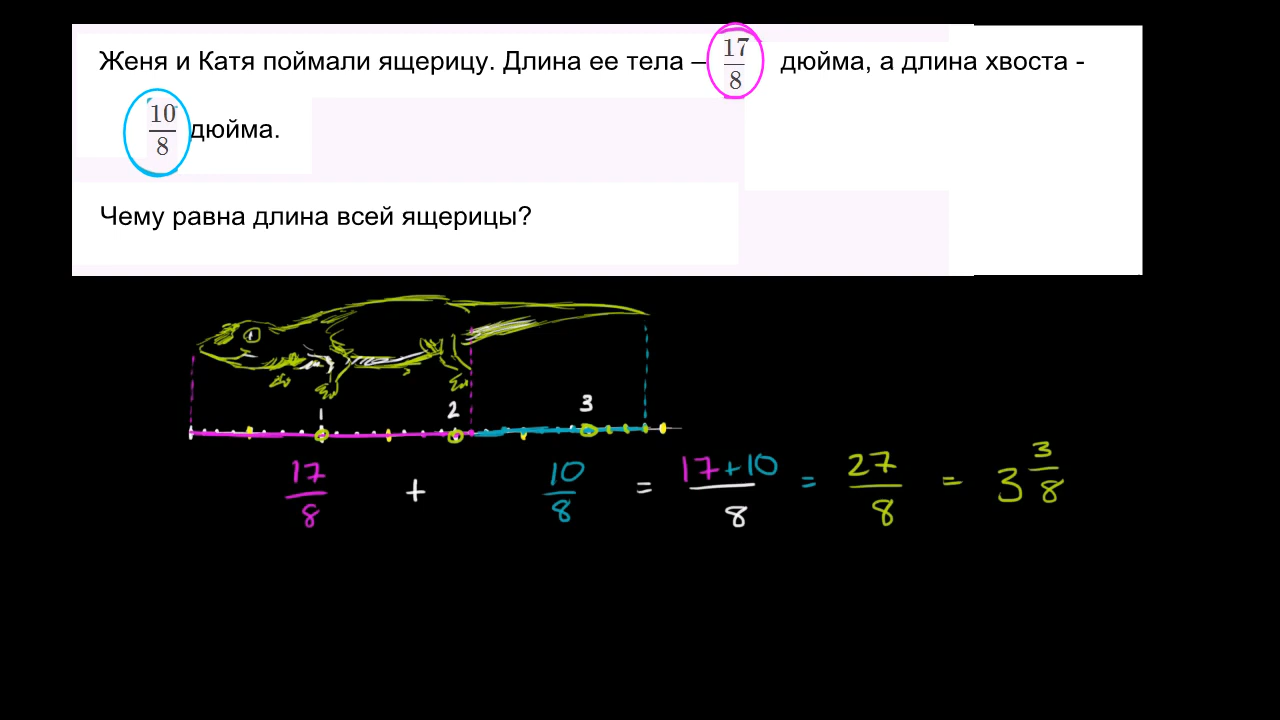 Женя и Катя поймали ящерицу. Длина ее тела – 17/8 дюйма, а длина хвоста -
10/8 дюйма.
Чему равна длина всей ящерицы?
1 2 3
17/8 + 10/8 = 17+10/8 = 27/8 = 3 3/8